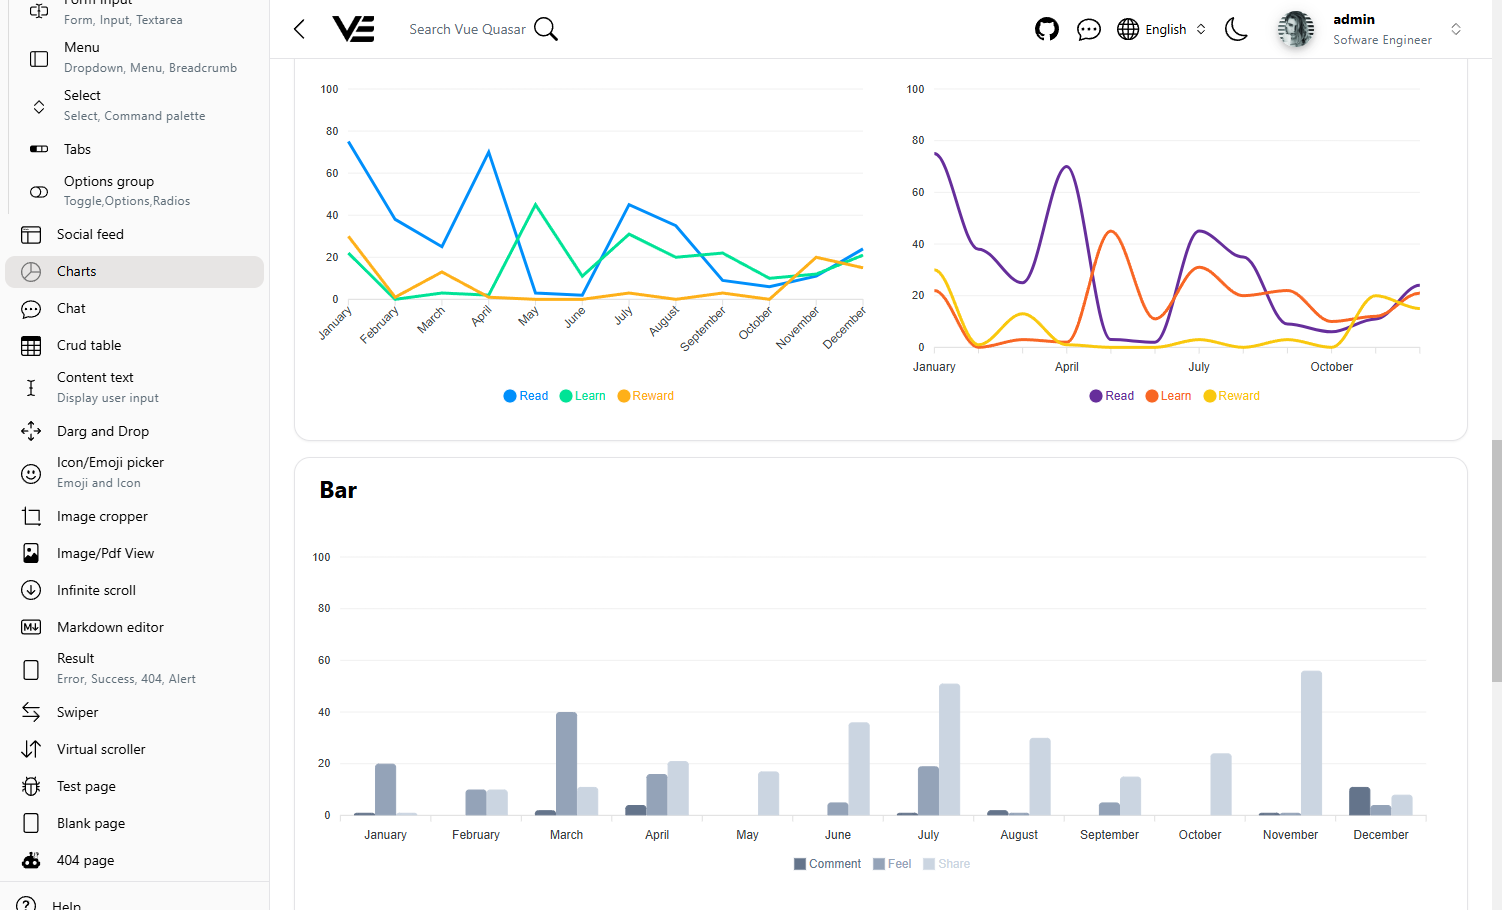 Form Input
Form, Input, Textarea
Menu
Dropdown, Menu, Breadcrumb
Select
Select, Command palette
Tabs
Options group
Toggle,Options,Radios
Social feed
Charts
Chat
Crud table
Content text
Display user input
Darg and Drop
Icon/Emoji picker
Emoji and Icon
Image cropper
Image/Pdf View
Infinite scroll
Markdown editor
Result
Error, Success, 404, Alert
Swiper
Virtual scroller
Test page
Blank page
404 page
Help
VE
Search Vue Quasar
English
admin
Sofware Engineer
100
80
60
40
20
0
January
February
March
April
May
June
July
August
September
October
November
December
Read Learn Reward
100
80
60
40
20
0
January April July October
Read Learn Reward
Bar
100
80
60
40
20
0
January February March April May June July August September October November December
Comment Feel Share